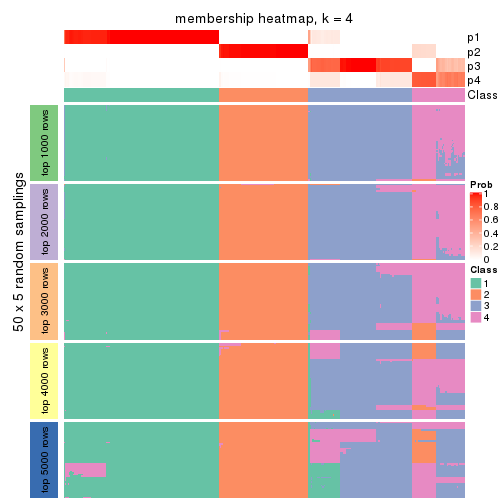 membership heatmap, k = 4
p1
p2
p3
p4
Class
50 x 5 random samplings
top 1000 rows
top 2000 rows
top 3000 rows
top 4000 rows
top 5000 rows
Prob
1
0.8
0.6
0.4
0.2
0
Class
1
2
3
4